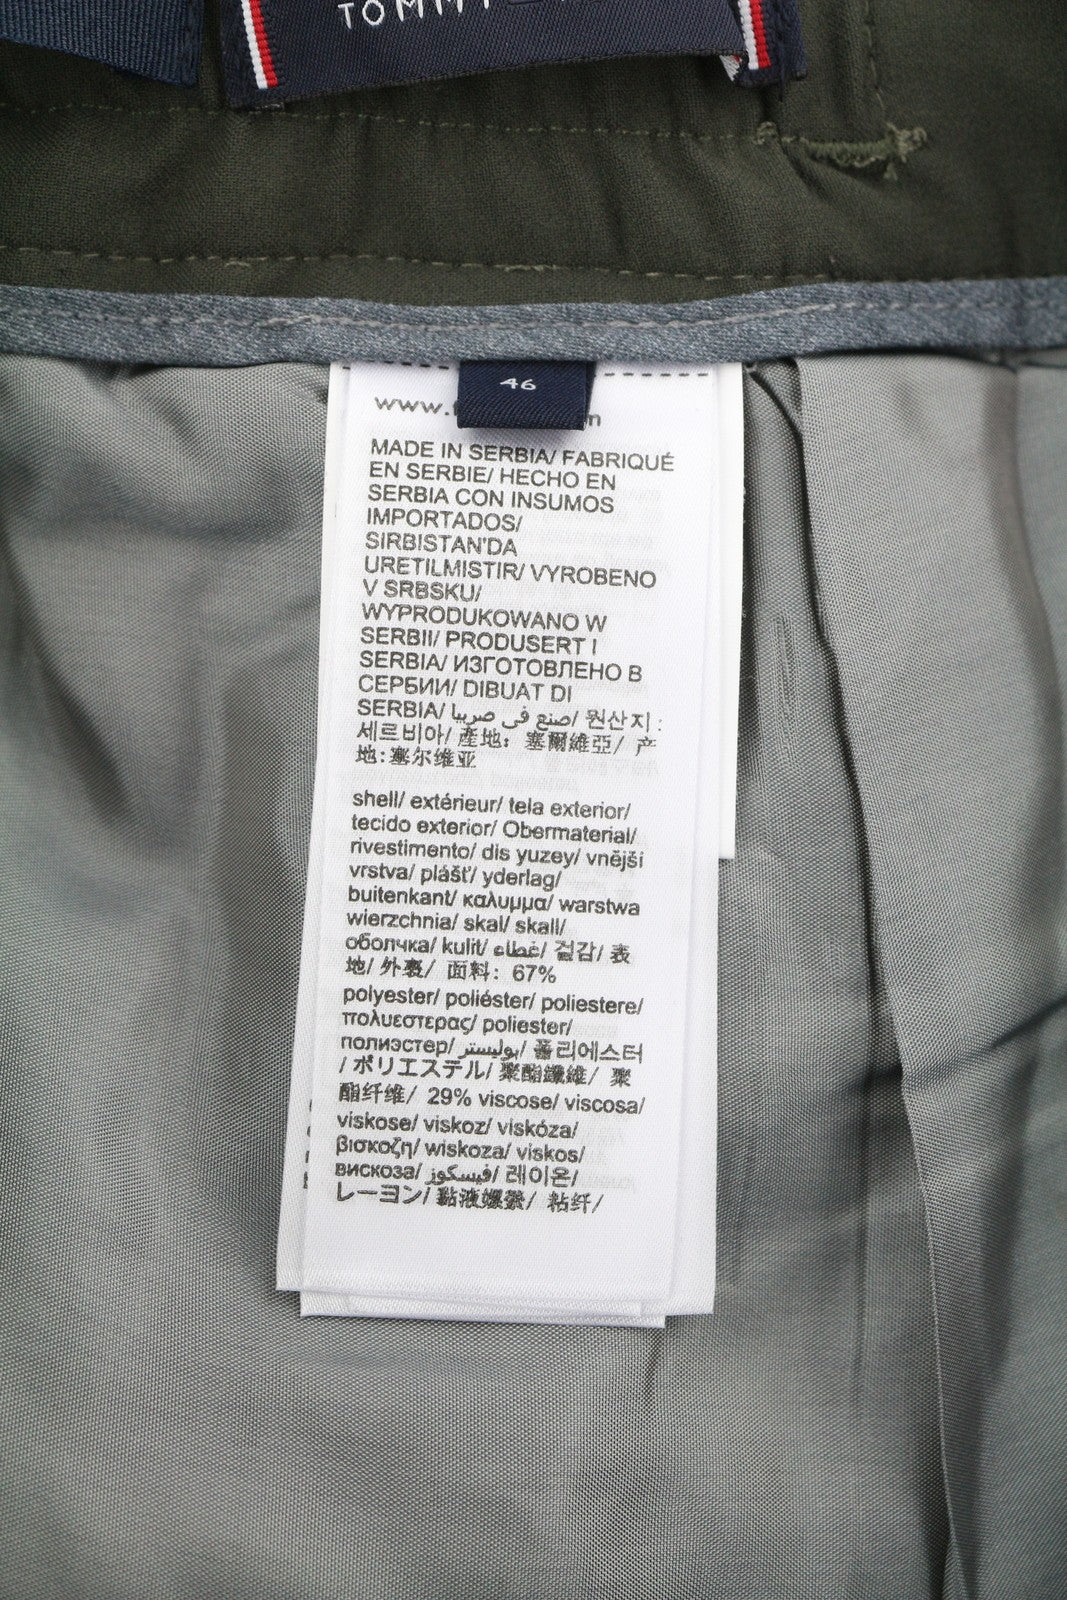 TOMMY
46
www.
MADE IN SERBIA/ FABRIQUÉ
EN SERBIE/ HECHO EN
SERBIA CON INSUMOS
IMPORTADOS/
SIRBISTAN'DA
URETILMISTIR/ VYROBENO
V SRBSKU/
WYPRODUKOWANO W
SERBII/ PRODUSERT I
SERBIA/ ИЗГОТОВЛЕНО В
СЕРБИИ/ DIBUAT DI
SERBIA/ صنع في صربيا/ 원산지 :
세르비아/ 產地: 塞爾維亞/ 产
地:塞尔维亚
shell/ extérieur/ tela exterior/
tecido exterior/ Obermaterial/
rivestimento/ dis yuzey/ vnější
vrstva/ plášť/ yderlag/
buitenkant/ καλυμμα/ warstwa
wierzchnia/ skal/ skall/
оболчка/ kulit/ غطاء/ 겉감/ 表
地/ 外裹/ 面料: 67%
polyester/ poliéster/ poliestere/
πολυεστερας/ poliester/
полиэстер/ بوليستر/ 폴리에스터
/ ポリエステル/ 聚酯纖維/ 聚
酯纤维/ 29% viscose/ viscosa/
viskose/ viskoz/ viskóza/
βισκοζη/ wiskoza/ viskos/
вискоза/ فيسكوز/ 레이온/
レーヨン/ 黏液嫘縈/ 粘纤/